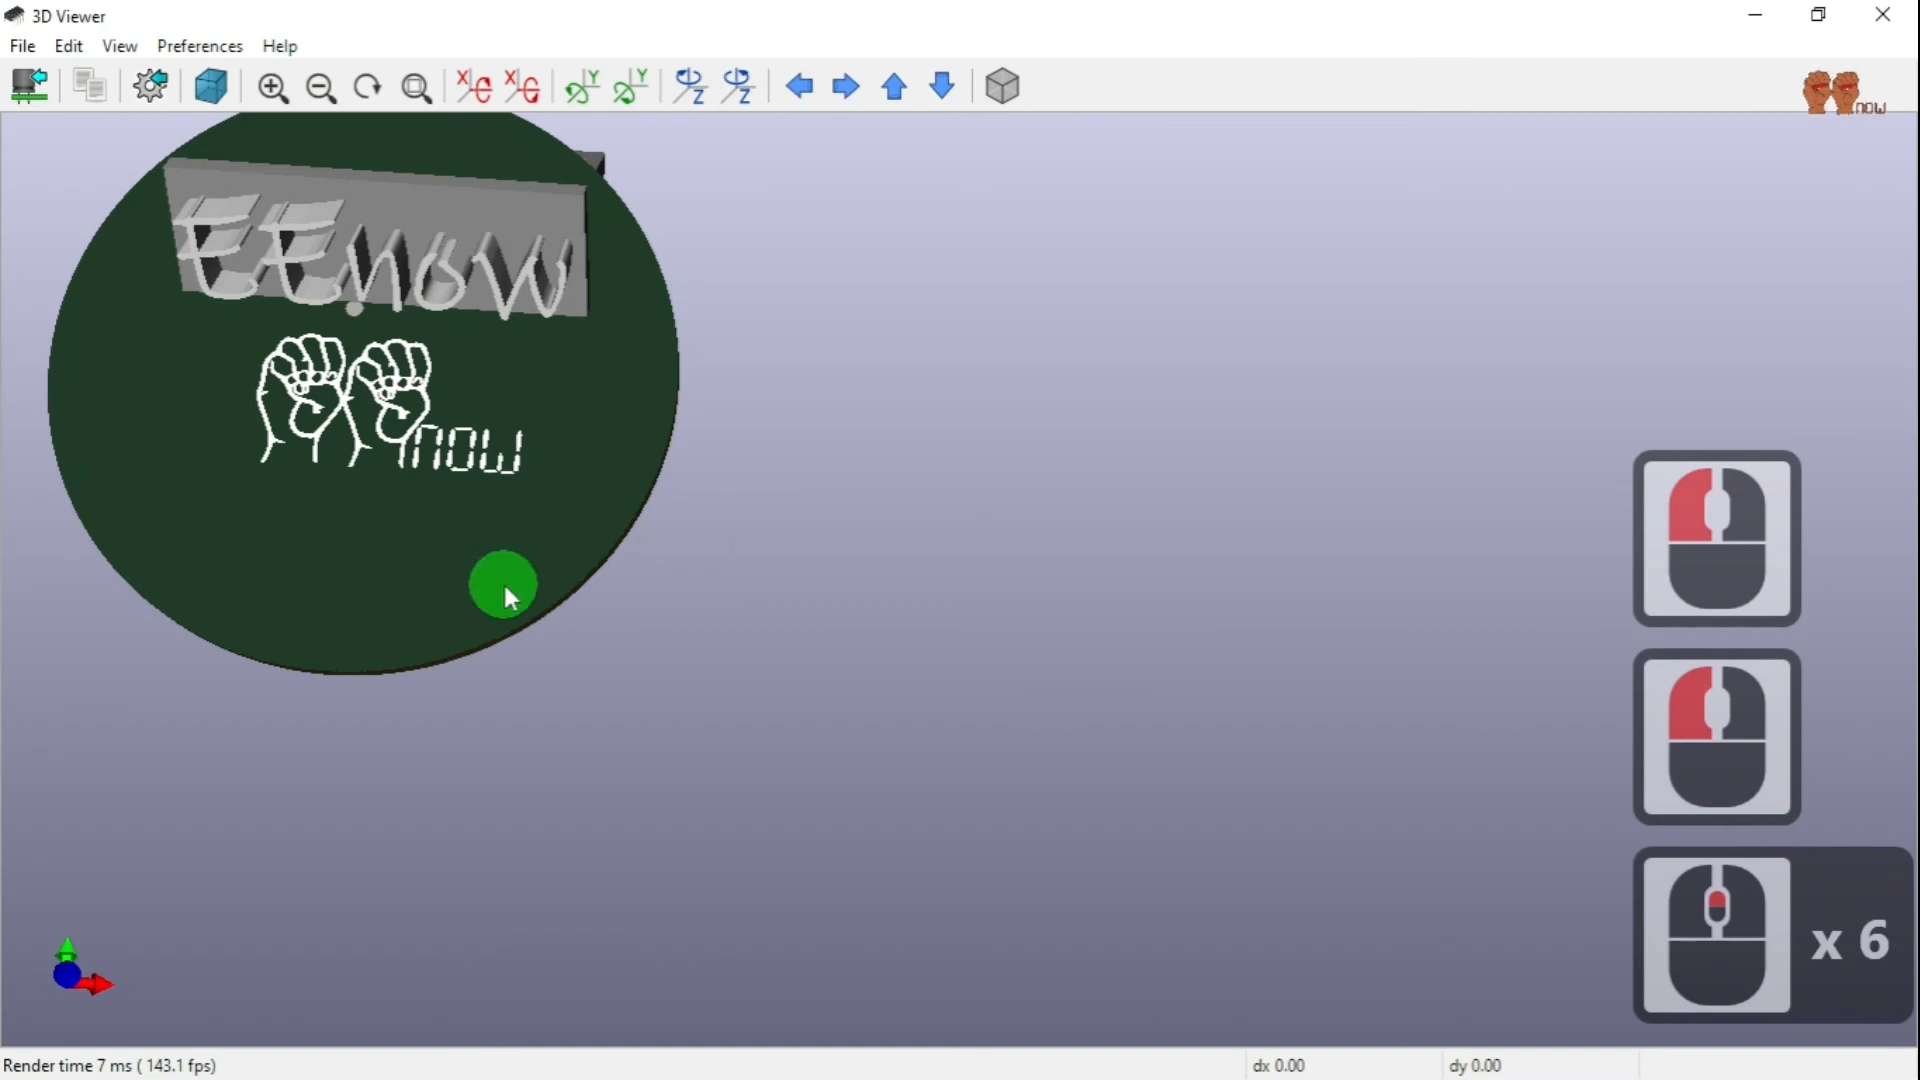 3D Viewer
File Edit View Preferences Help
X X Y Y Z Z
now
EEnow
now
x 6
Render time 7 ms ( 143.1 fps)
dx 0.00
dy 0.00